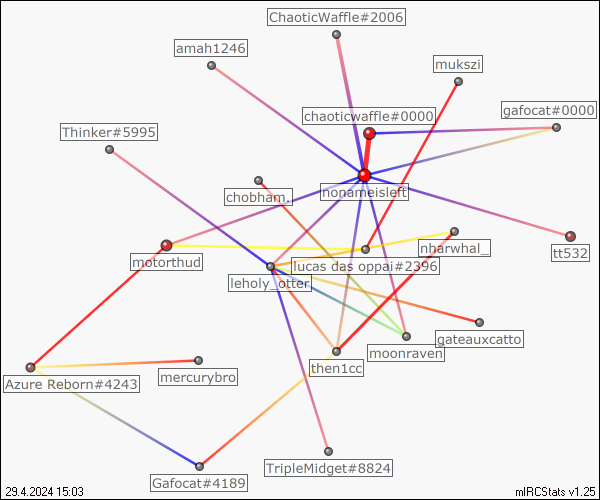 ChaoticWaffle#2006
amah1246
mukszi
chaoticwaffle#0000
gafocat#0000
Thinker#5995
nonameisleft
chobham.
nharwhal_
tt532
motorthud
lucas das oppai#2396
leholy_otter
gateauxcatto
moonraven
then1cc
mercurybro
Azure Reborn#4243
TripleMidget#8824
Gafocat#4189
29.4.2024 15:03
mIRCStats v1.25